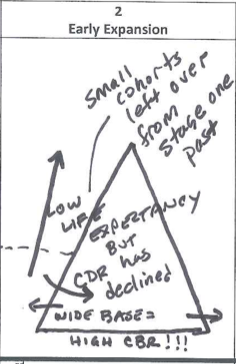 2
Early Expansion
small
cohorts
left over
from
stage one
past
LOW
LIFE
EXPECTANCY
BUT
CDR has
declined
WIDE BASE =
HIGH CBR!!!